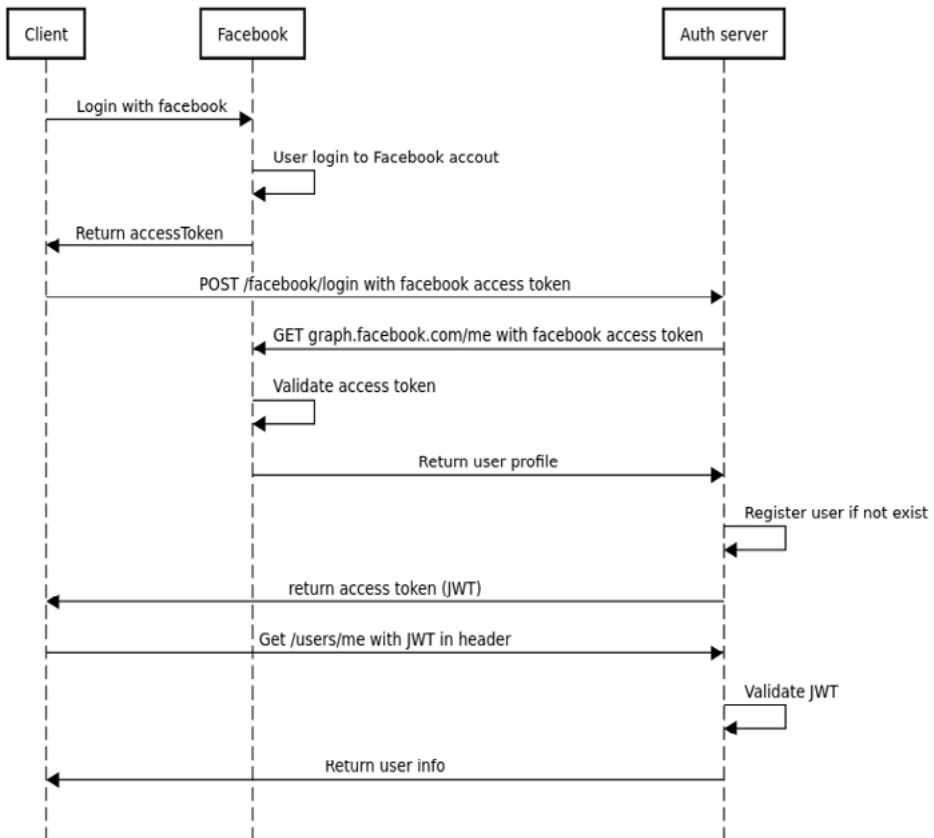 Client
Facebook
Auth server
Login with facebook
User login to Facebook accout
Return accessToken
POST /facebook/login with facebook access token
GET graph.facebook.com/me with facebook access token
Validate access token
Return user profile
Register user if not exist
return access token (JWT)
Get /users/me with JWT in header
Validate JWT
Return user info